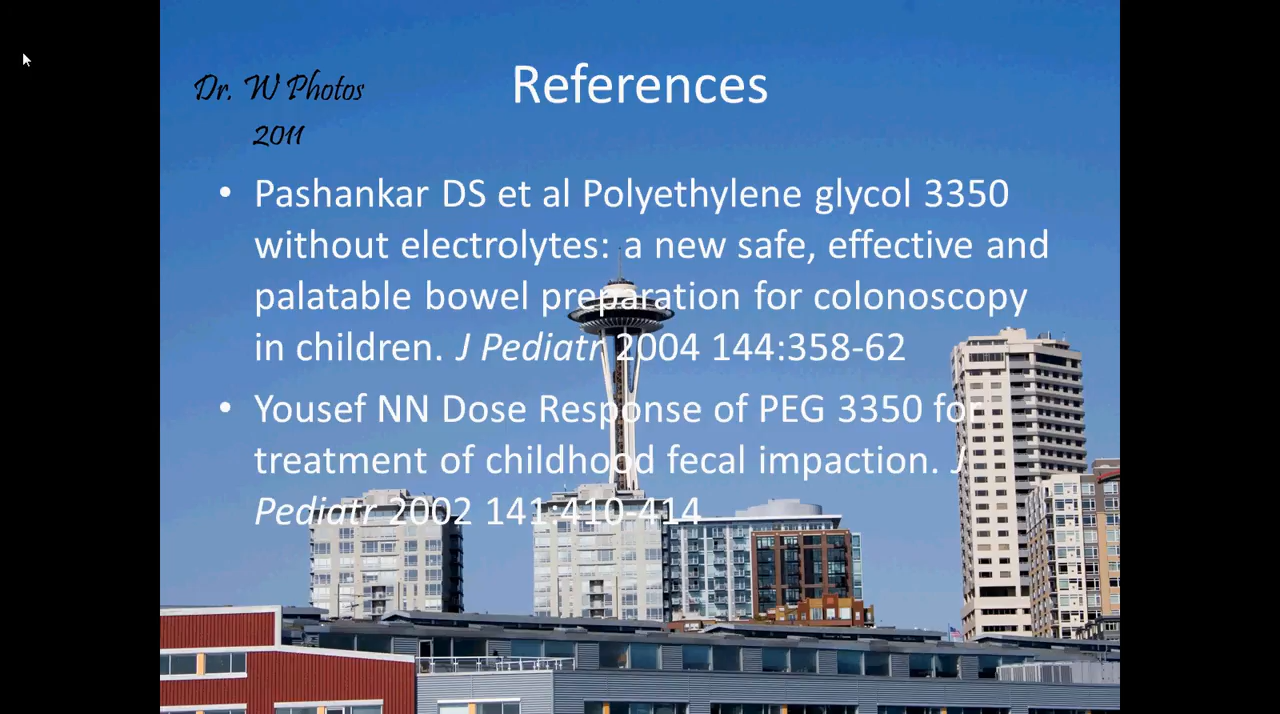 Dr. W Photos
2011
References
• Pashankar DS et al Polyethylene glycol 3350
without electrolytes: a new safe, effective and
palatable bowel preparation for colonoscopy
in children. J Pediatr 2004 144:358-62
• Yousef NN Dose Response of PEG 3350 for
treatment of childhood fecal impaction. J
Pediatr 2002 141:410-414